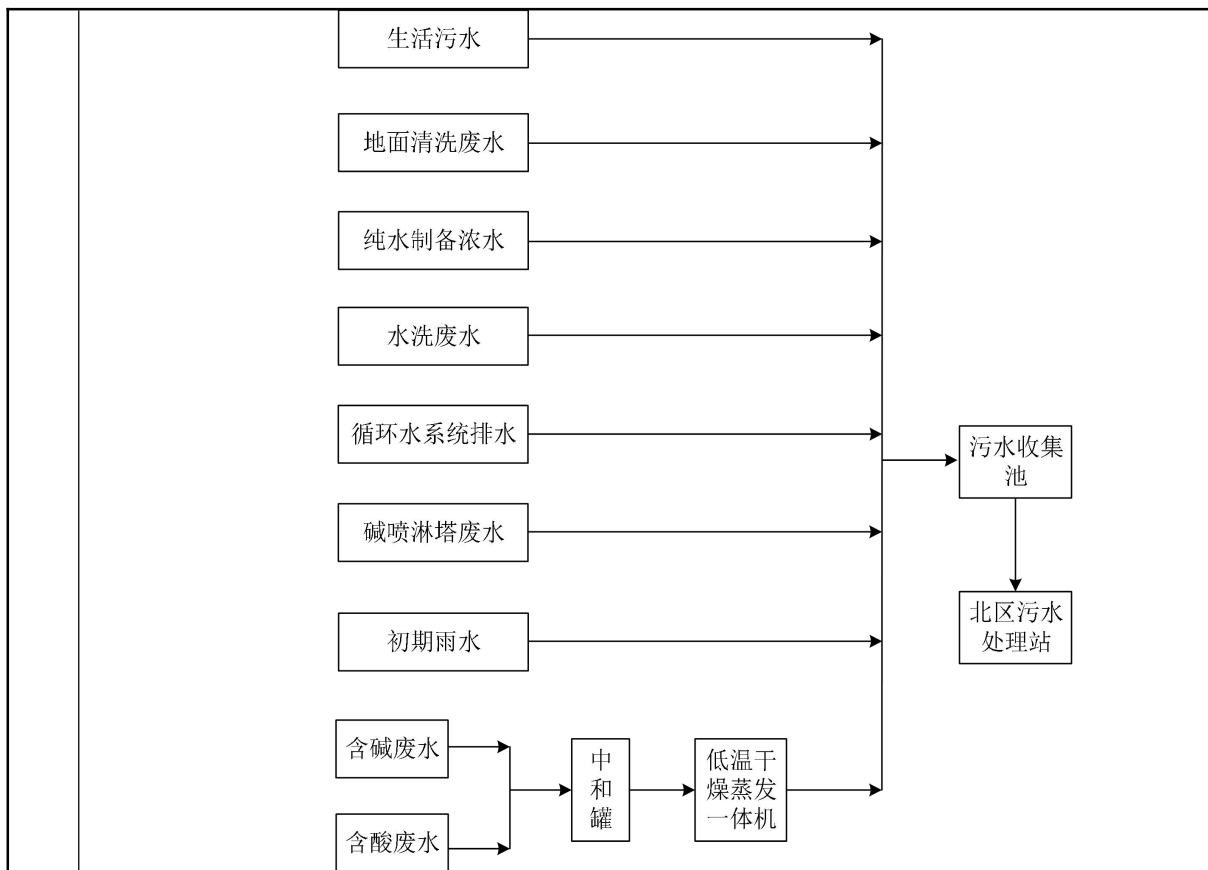 生活污水
地面清洗废水
纯水制备浓水
水洗废水
循环水系统排水
污水收集
池
碱喷淋塔废水
北区污水
处理站
初期雨水
含碱废水
中
和
罐
低温干
燥蒸发
一体机
含酸废水